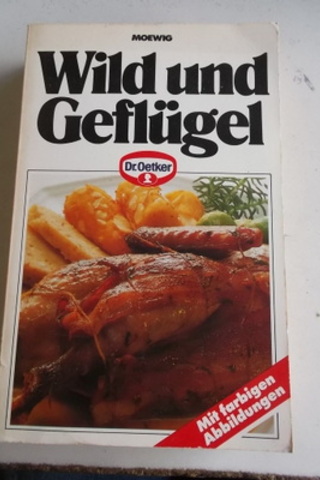 MOEWIG
Wild und
Geflügel
Dr. Oetker
Mit farbigen
Abbildungen